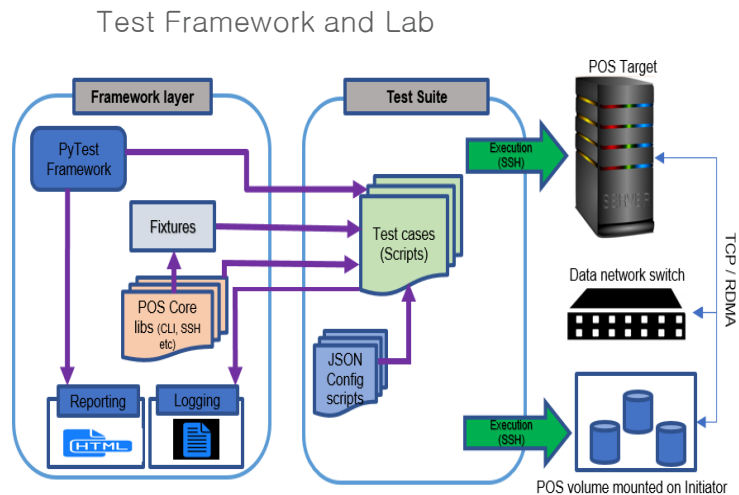 Test Framework and Lab
Framework layer
Test Suite
POS Target
PyTest
Framework
Execution
(SSH)
SERVER
Fixtures
Test cases
(Scripts)
TCP / RDMA
Data network switch
POS Core
libs (CLI, SSH
etc)
JSON
Config
scripts
Reporting
Logging
HTML
Execution
(SSH)
POS volume mounted on Initiator